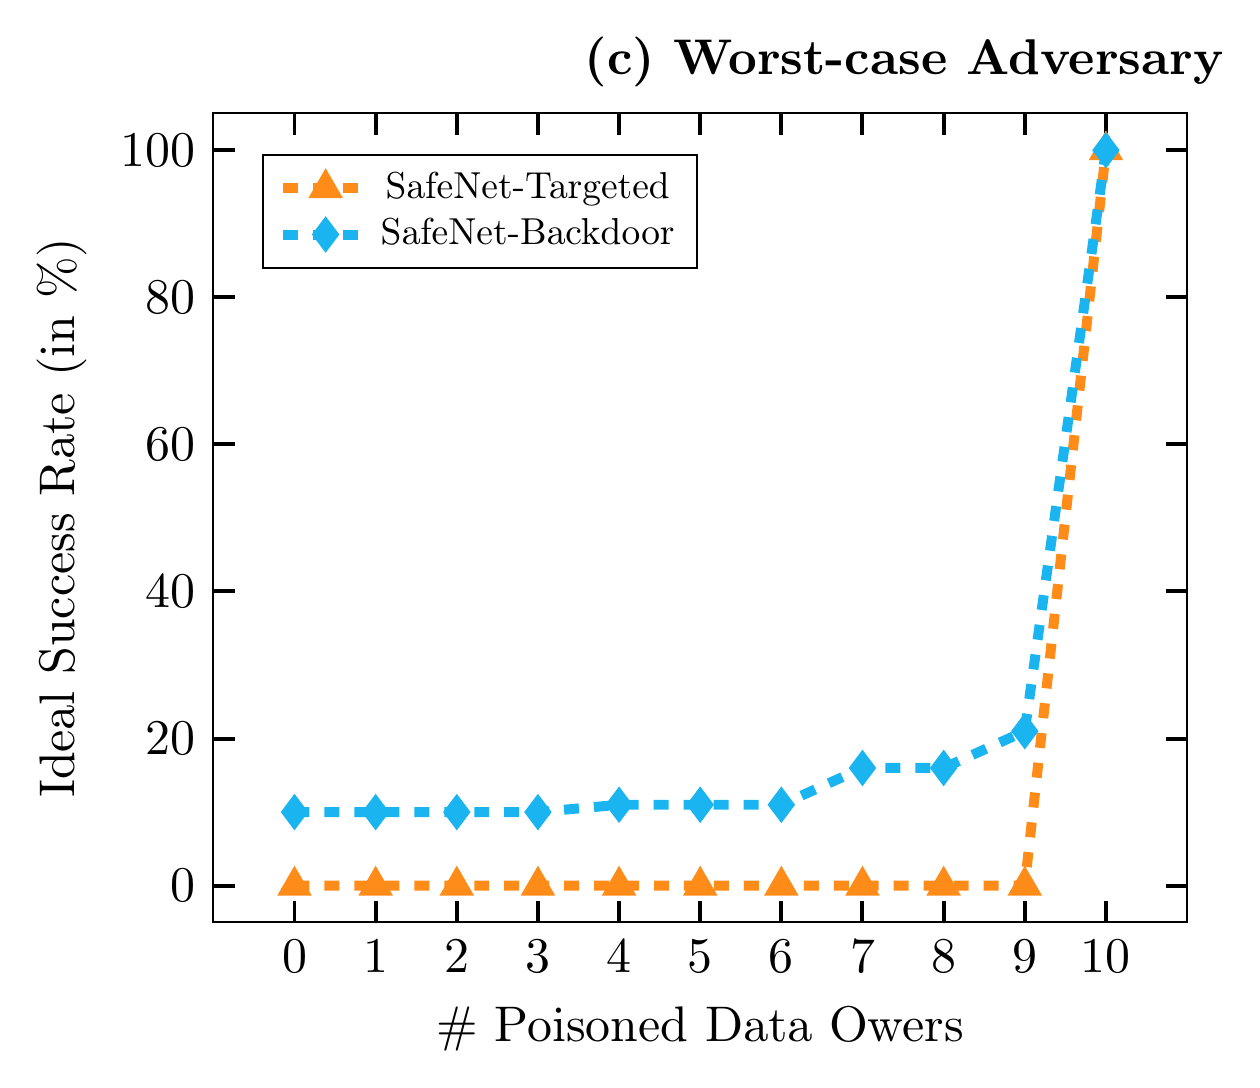 (c) Worst-case Adversary
100
80
60
40
20
0
Ideal Success Rate (in %)
SafeNet-Targeted
SafeNet-Backdoor
0 1 2 3 4 5 6 7 8 9 10
# Poisoned Data Owers